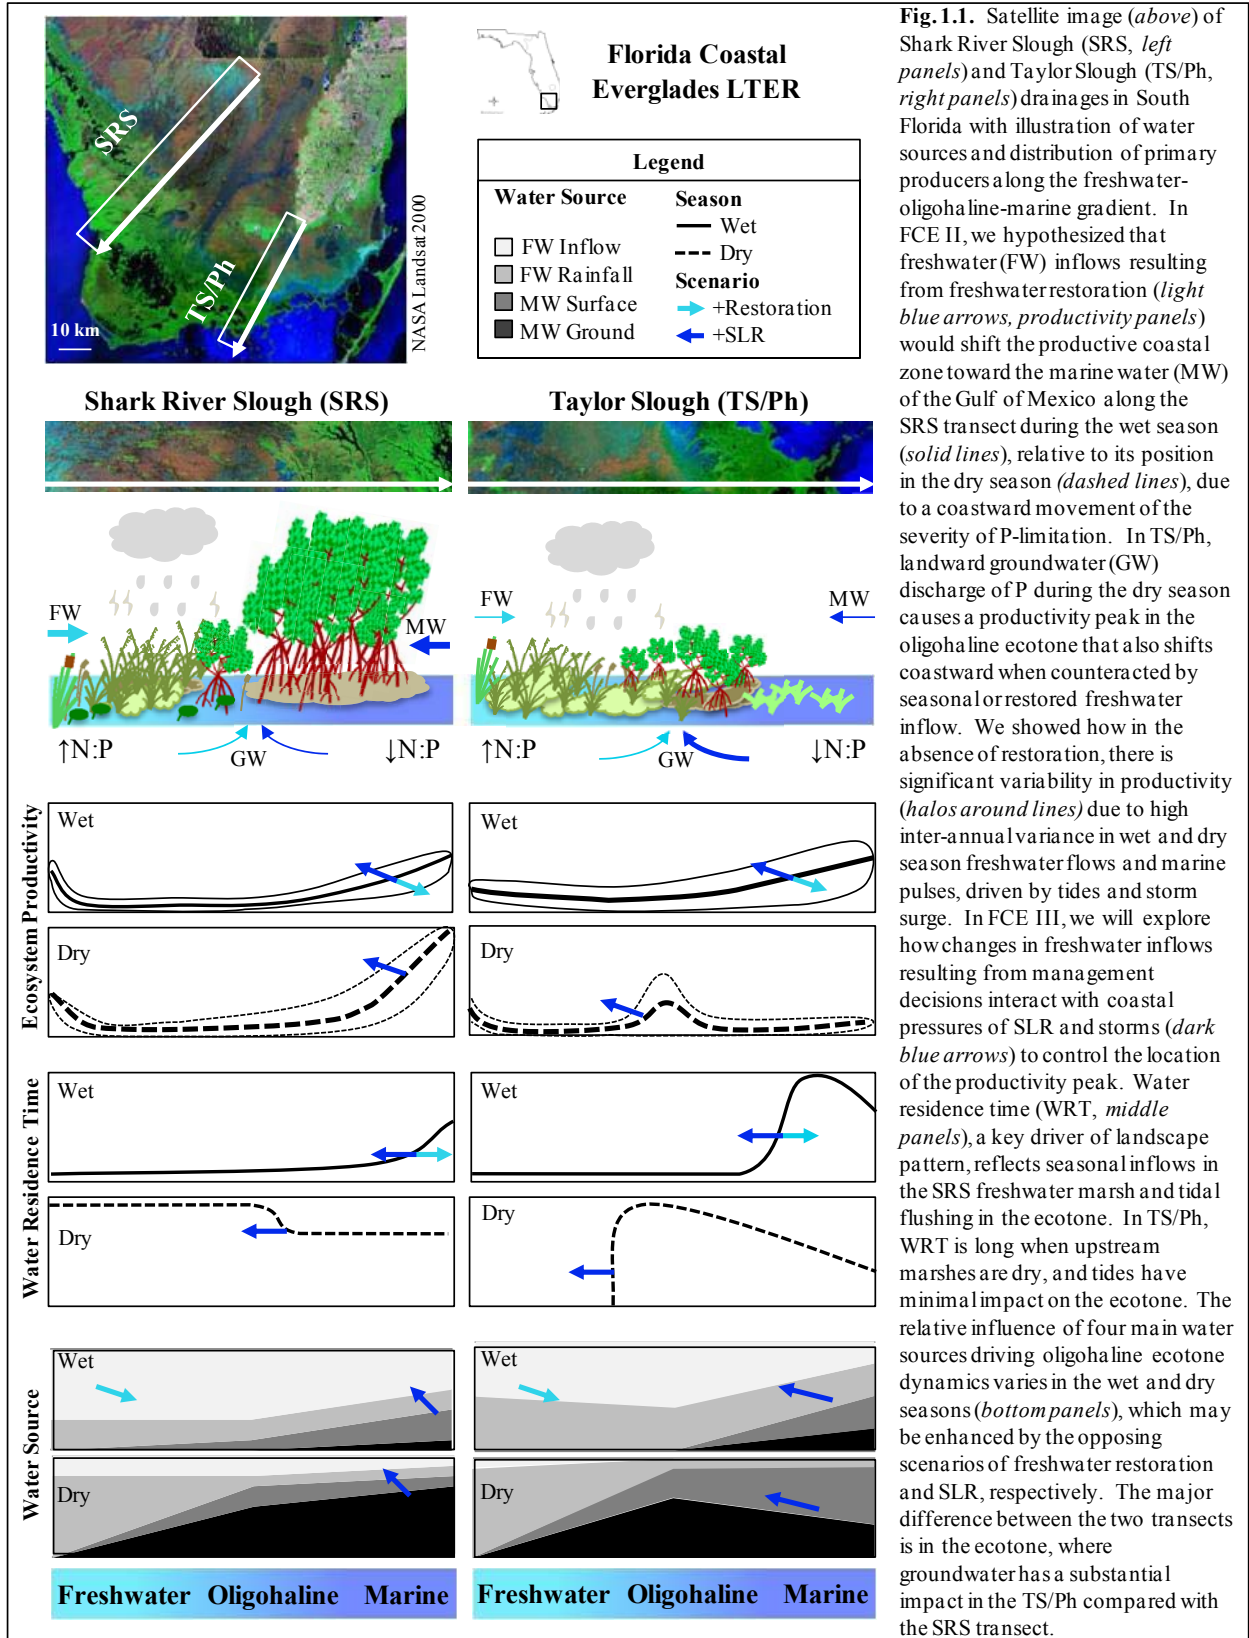 SRS
TS/Ph
10 km
NASA Landsat 2000
Florida Coastal
Everglades LTER
Legend
Water Source
FW Inflow
FW Rainfall
MW Surface
MW Ground
Season
Wet
Dry
Scenario
+Restoration
+SLR
Shark River Slough (SRS)
Taylor Slough (TS/Ph)
FW
MW
↑N:P
GW
↓N:P
FW
MW
↑N:P
GW
↓N:P
Ecosystem Productivity
Wet
Wet
Dry
Dry
Water Residence Time
Wet
Wet
Dry
Dry
Water Source
Wet
Wet
Dry
Dry
Freshwater Oligohaline Marine
Freshwater Oligohaline Marine
Fig. 1.1. Satellite image (above) of
Shark River Slough (SRS, left
panels) and Taylor Slough (TS/Ph,
right panels) drainages in South
Florida with illustration of water
sources and distribution of primary
producers along the freshwater-
oligohaline-marine gradient. In
FCE II, we hypothesized that
freshwater (FW) inflows resulting
from freshwater restoration (light
blue arrows, productivity panels)
would shift the productive coastal
zone toward the marine water (MW)
of the Gulf of Mexico along the
SRS transect during the wet season
(solid lines), relative to its position
in the dry season (dashed lines), due
to a coastward movement of the
severity of P-limitation. In TS/Ph,
landward groundwater (GW)
discharge of P during the dry season
causes a productivity peak in the
oligohaline ecotone that also shifts
coastward when counteracted by
seasonal or restored freshwater
inflow. We showed how in the
absence of restoration, there is
significant variability in productivity
(halos around lines) due to high
inter-annual variance in wet and dry
season freshwater flows and marine
pulses, driven by tides and storm
surge. In FCE III, we will explore
how changes in freshwater inflows
resulting from management
decisions interact with coastal
pressures of SLR and storms (dark
blue arrows) to control the location
of the productivity peak. Water
residence time (WRT, middle
panels), a key driver of landscape
pattern, reflects seasonal inflows in
the SRS freshwater marsh and tidal
flushing in the ecotone. In TS/Ph,
WRT is long when upstream
marshes are dry, and tides have
minimal impact on the ecotone. The
relative influence of four main water
sources driving oligohaline ecotone
dynamics varies in the wet and dry
seasons (bottom panels), which may
be enhanced by the opposing
scenarios of freshwater restoration
and SLR, respectively. The major
difference between the two transects
is in the ecotone, where
groundwater has a substantial
impact in the TS/Ph compared with
the SRS transect.